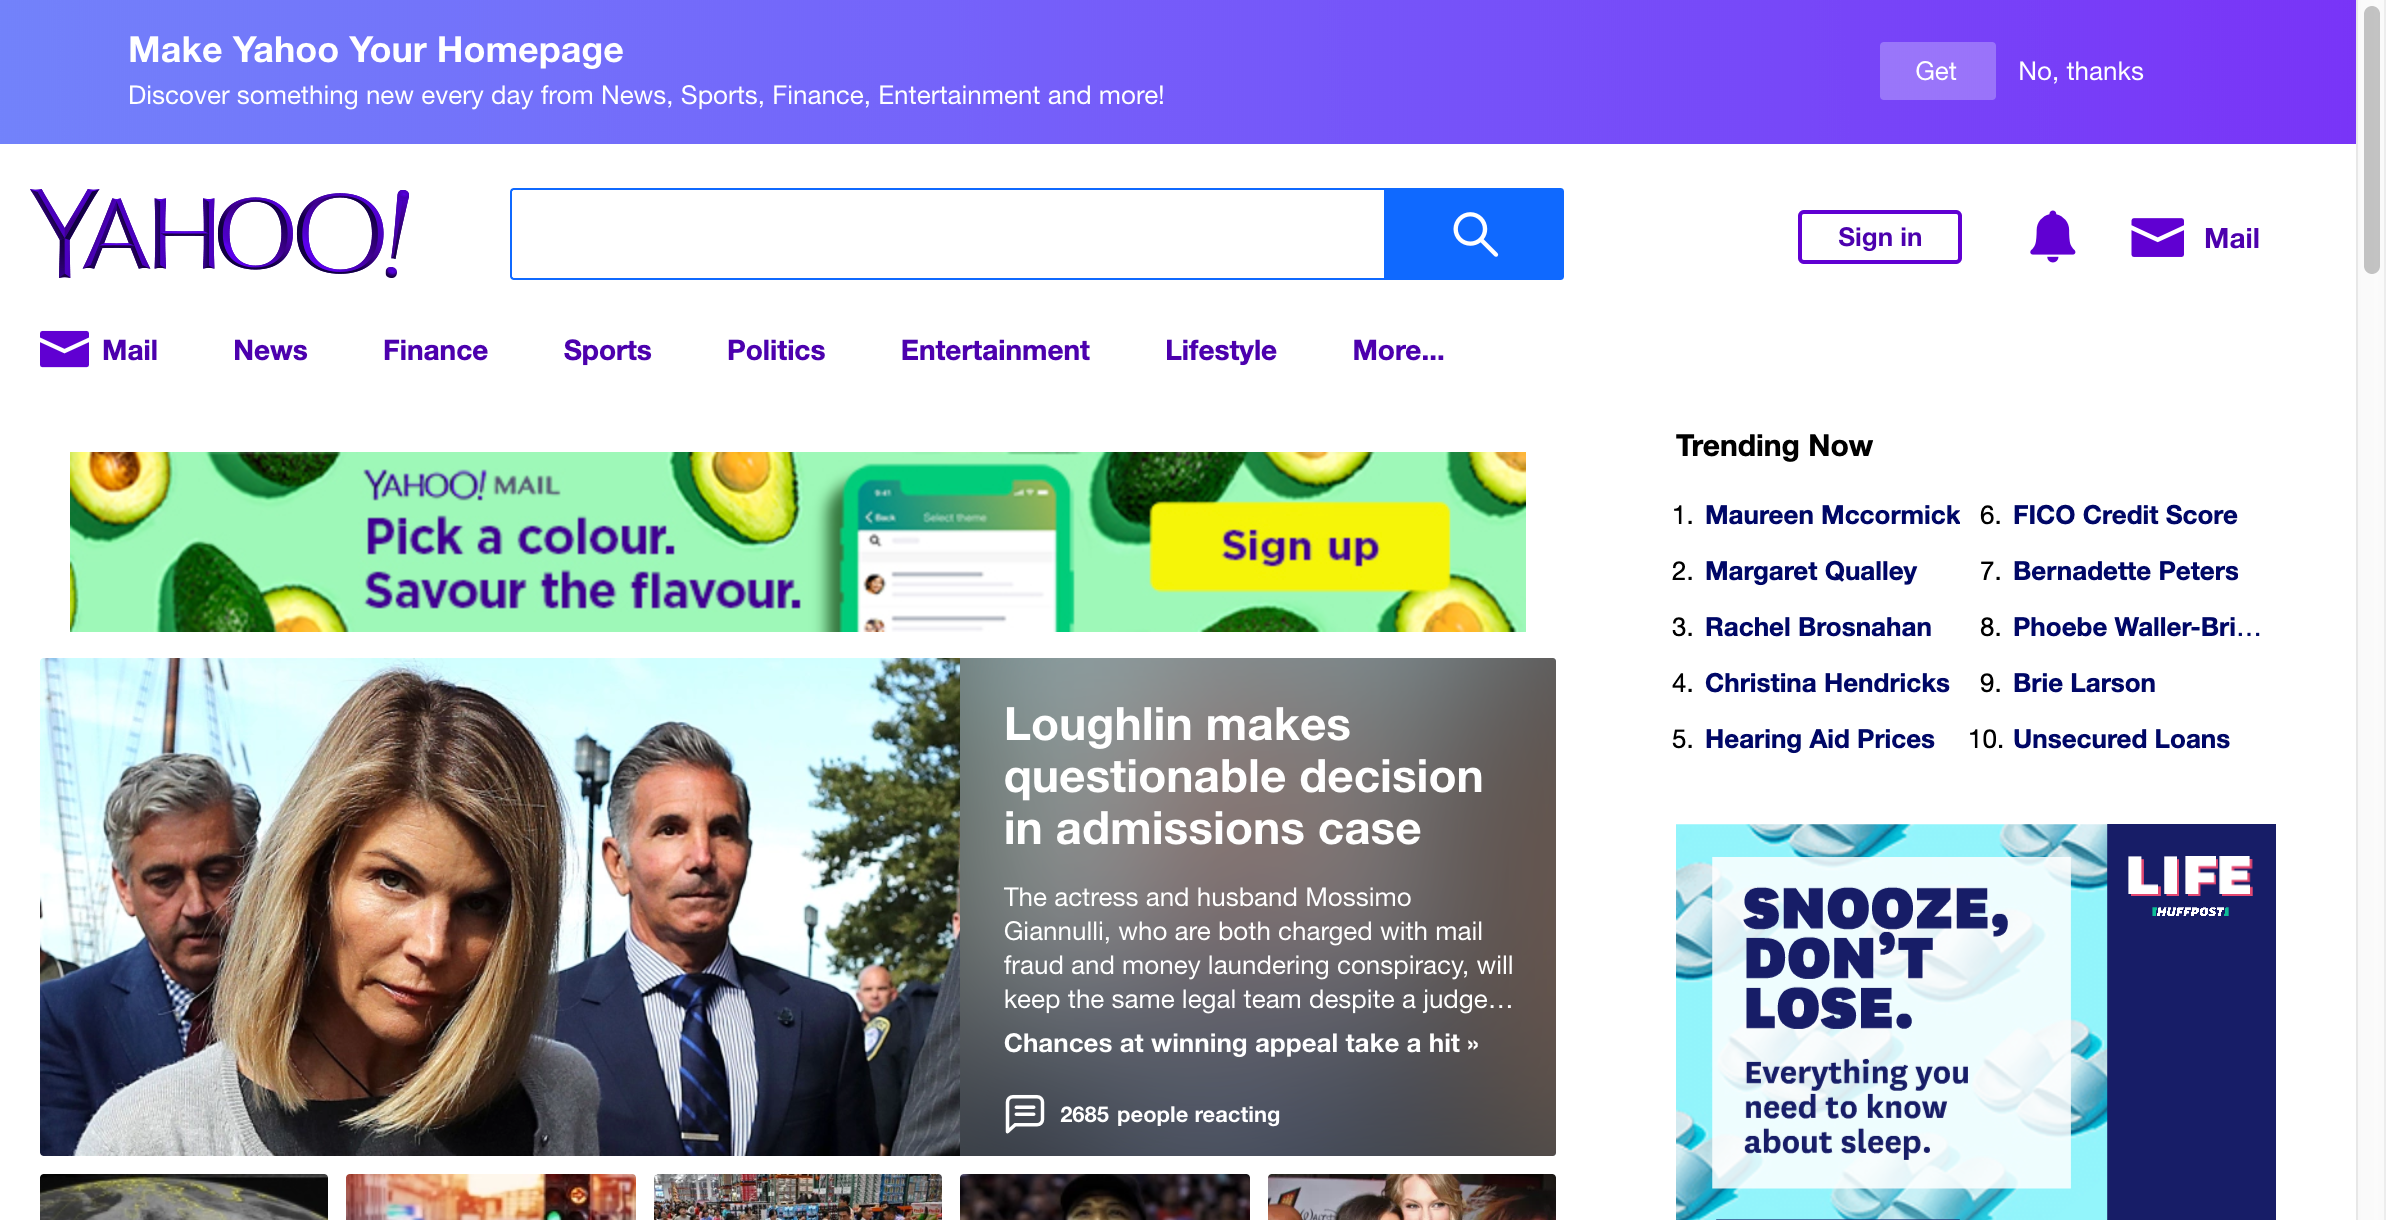 Make Yahoo Your Homepage
Discover something new every day from News, Sports, Finance, Entertainment and more!
Get
No, thanks
YAHOO!
Sign in
Mail
Mail
News
Finance
Sports
Politics
Entertainment
Lifestyle
More...
YAHOO! MAIL
Pick a colour.
Savour the flavour.
9:41
Back
Select theme
Sign up
Loughlin makes
questionable decision
in admissions case
The actress and husband Mossimo
Giannulli, who are both charged with mail
fraud and money laundering conspiracy, will
keep the same legal team despite a judge…
Chances at winning appeal take a hit »
2685 people reacting
Trending Now
1. Maureen Mccormick
2. Margaret Qualley
3. Rachel Brosnahan
4. Christina Hendricks
5. Hearing Aid Prices
6. FICO Credit Score
7. Bernadette Peters
8. Phoebe Waller-Bri…
9. Brie Larson
10. Unsecured Loans
SNOOZE,
DON'T
LOSE.
Everything you
need to know
about sleep.
LIFE
HUFFPOST